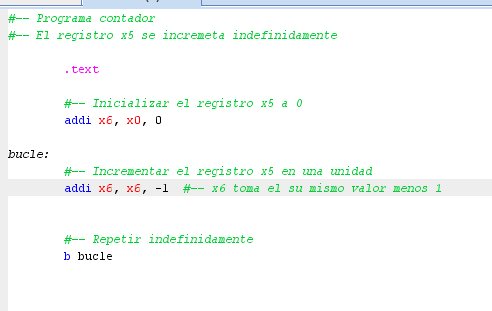 #-- Programa contador
#-- El registro x5 se incremeta indefinidamente
.text
#-- Inicializar el registro x5 a 0
addi x6, x0, 0
bucle:
#-- Incrementar el registro x5 en una unidad
addi x6, x6, -1  #-- x6 toma el su mismo valor menos 1
#-- Repetir indefinidamente
b bucle